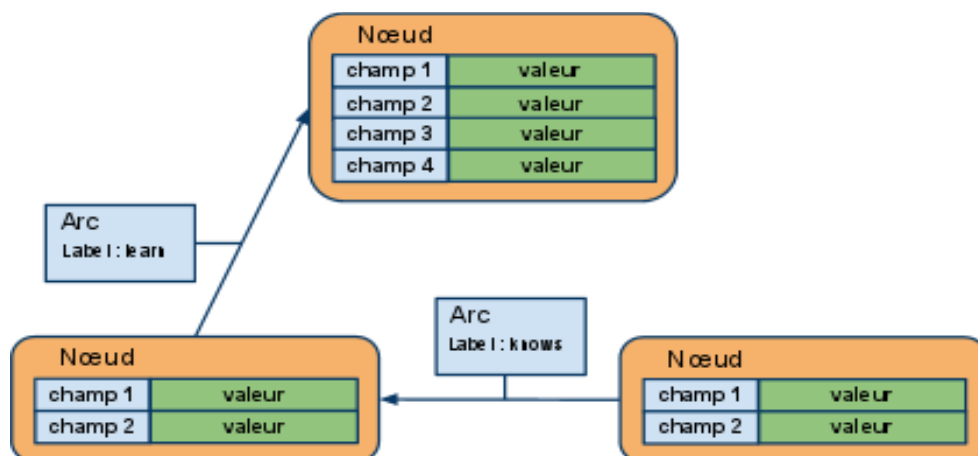 Nœud
champ 1 valeur
champ 2 valeur
champ 3 valeur
champ 4 valeur
Arc
Label : learn
Arc
Label : knows
Nœud
champ 1 valeur
champ 2 valeur
Nœud
champ 1 valeur
champ 2 valeur